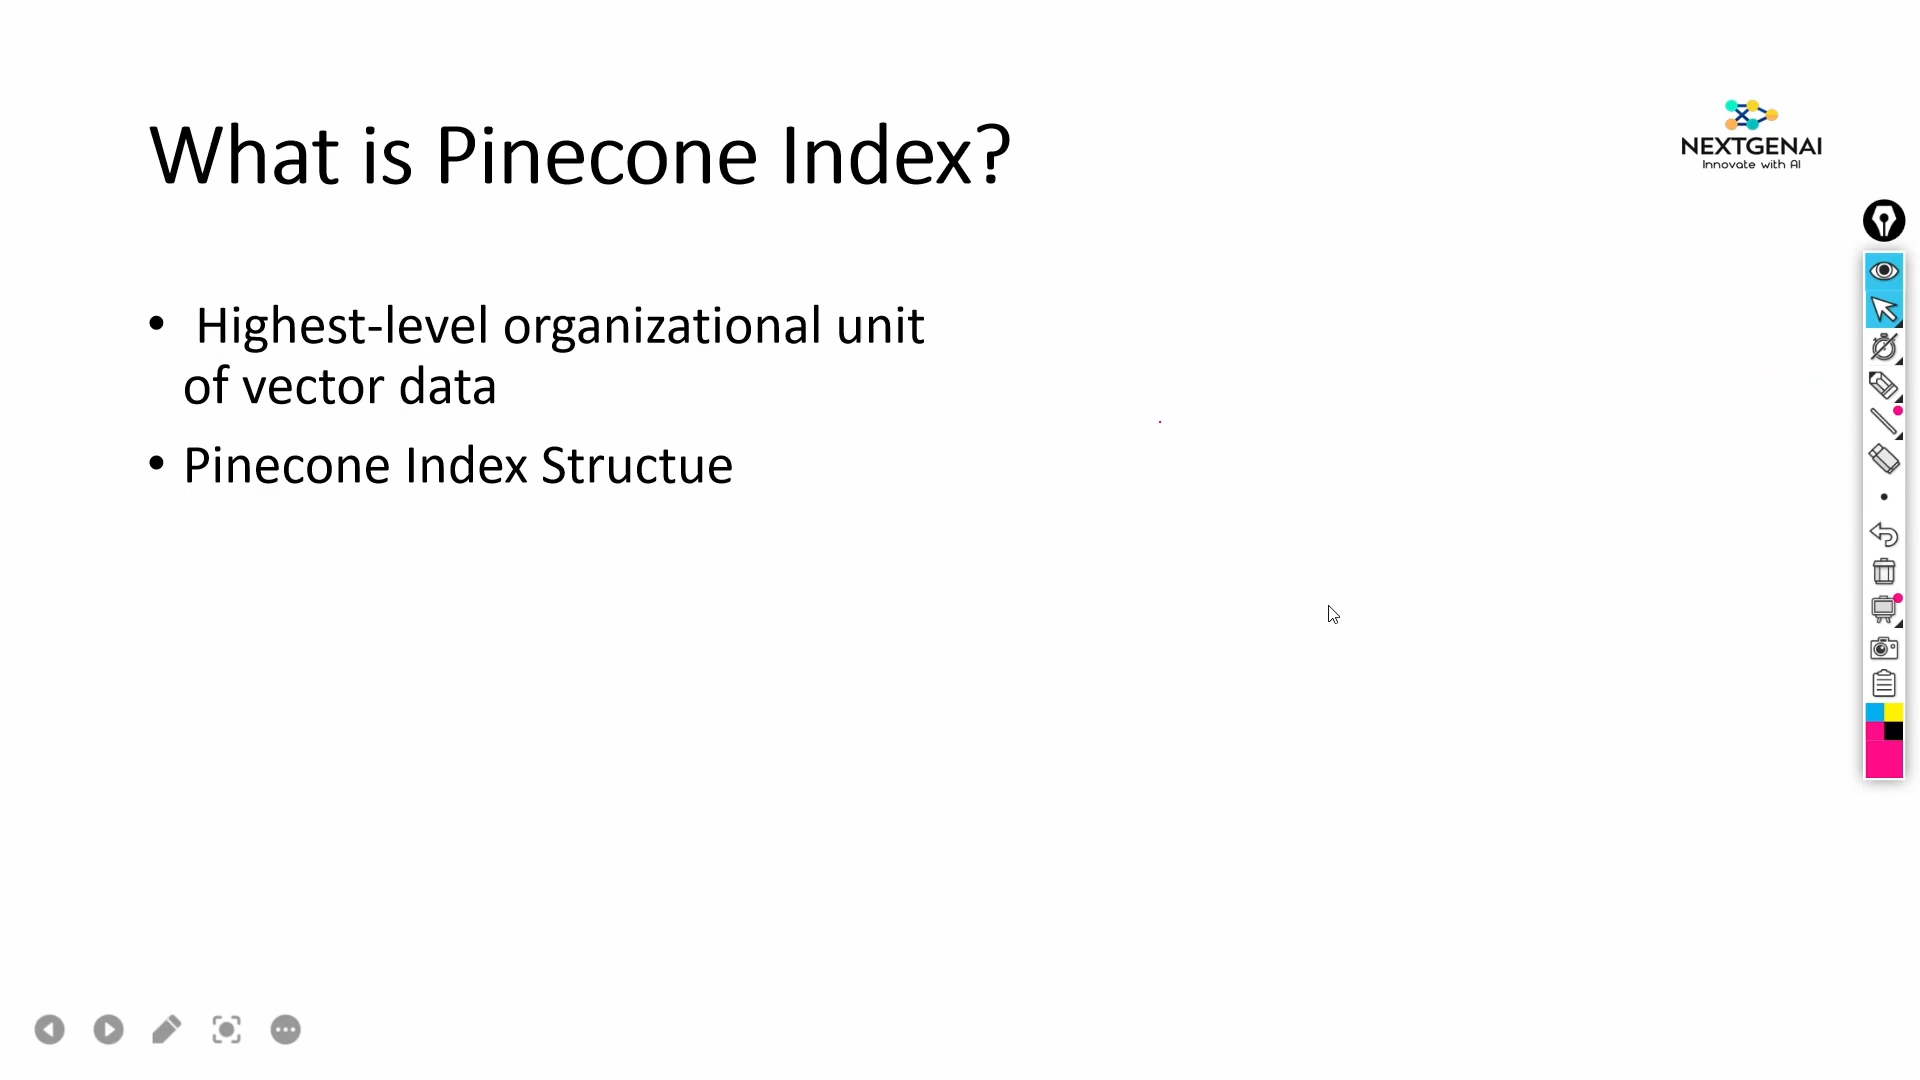 What is Pinecone Index?
NEXTGENAI
Innovate with AI
• Highest-level organizational unit
of vector data
• Pinecone Index Structue